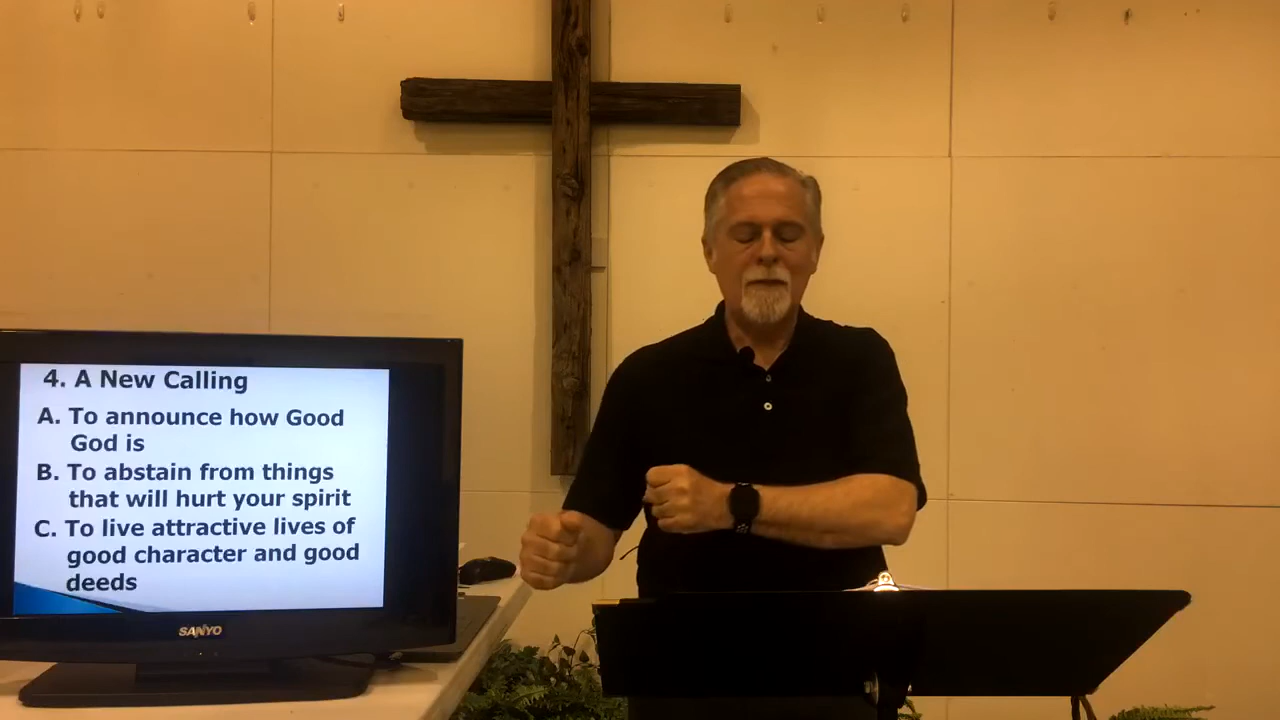 4. A New Calling
A. To announce how Good
God is
B. To abstain from things
that will hurt your spirit
C. To live attractive lives of
good character and good
deeds
SANYO